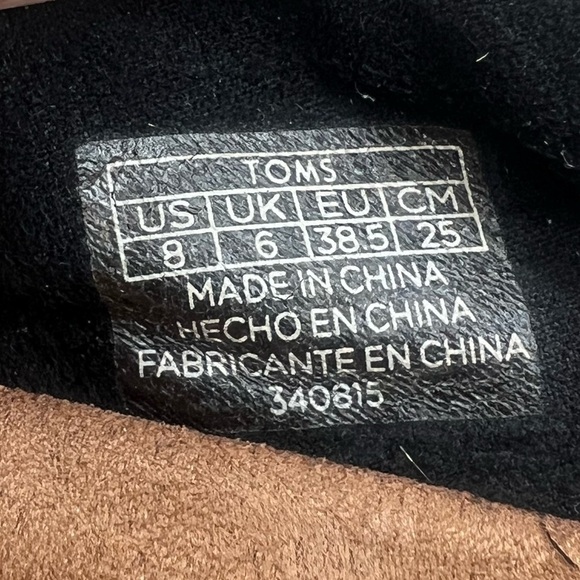 TOMS
US UK EU CM
8 6 38.5 25
MADE IN CHINA
HECHO EN CHINA
FABRICANTE EN CHINA
340815